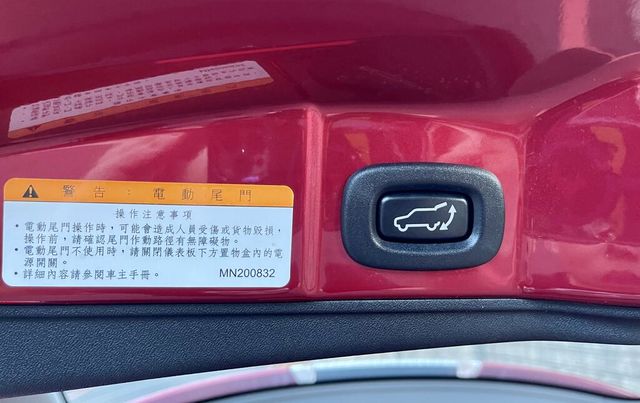 警告：電動尾門
操作注意事項
• 電動尾門操作時，可能會造成人員受傷或貨物毀損，
操作前，請確認尾門作動路徑有無障礙物。
• 電動尾門不使用時，請關閉儀表板下方置物盒內的電
源開關。
• 詳細內容請參閱車主手冊。 MN200832